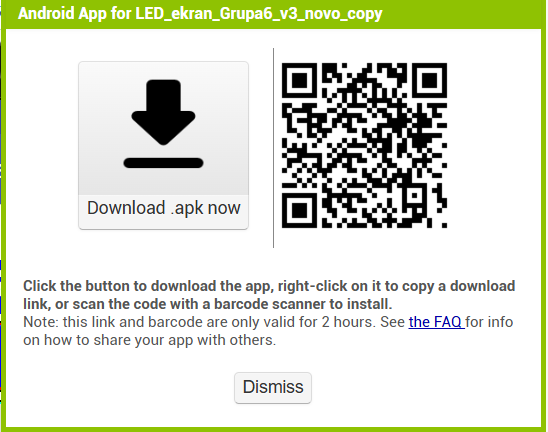 Android App for LED_ekran_Grupa6_v3_novo_copy
Download .apk now
Click the button to download the app, right-click on it to copy a download
link, or scan the code with a barcode scanner to install.
Note: this link and barcode are only valid for 2 hours. See the FAQ for info
on how to share your app with others.
Dismiss